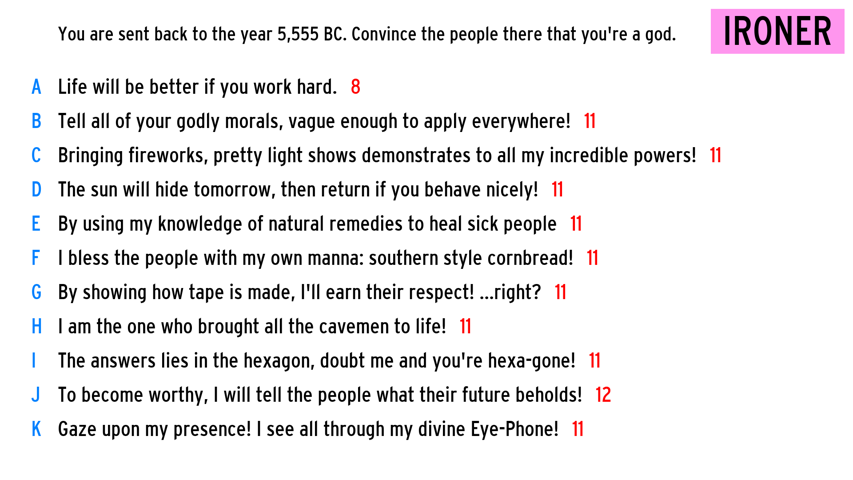 You are sent back to the year 5,555 BC. Convince the people there that you're a god.
IRONER
A Life will be better if you work hard. 8
B Tell all of your godly morals, vague enough to apply everywhere! 11
C Bringing fireworks, pretty light shows demonstrates to all my incredible powers! 11
D The sun will hide tomorrow, then return if you behave nicely! 11
E By using my knowledge of natural remedies to heal sick people 11
F I bless the people with my own manna: southern style cornbread! 11
G By showing how tape is made, I'll earn their respect! ...right? 11
H I am the one who brought all the cavemen to life! 11
I The answers lies in the hexagon, doubt me and you're hexa-gone! 11
J To become worthy, I will tell the people what their future beholds! 12
K Gaze upon my presence! I see all through my divine Eye-Phone! 11